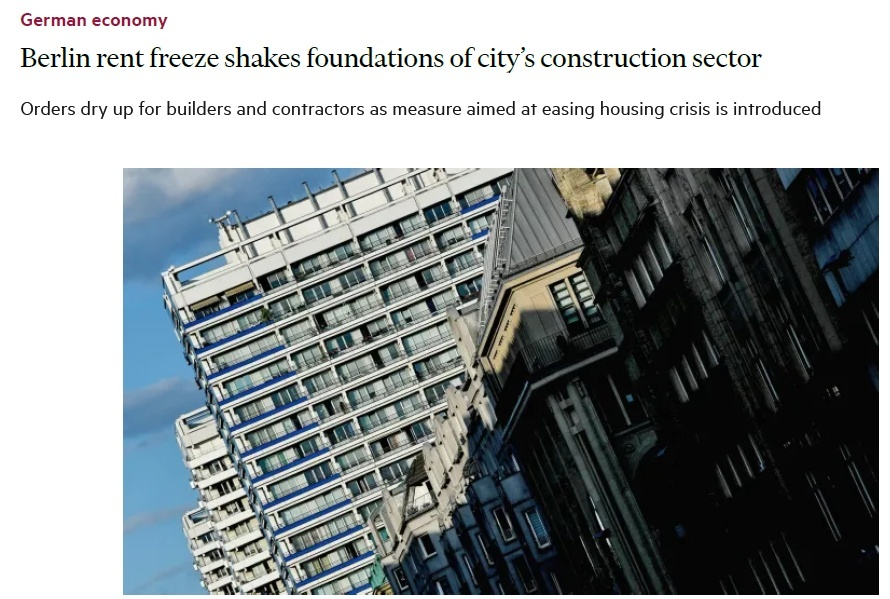 German economy
Berlin rent freeze shakes foundations of city’s construction sector
Orders dry up for builders and contractors as measure aimed at easing housing crisis is introduced